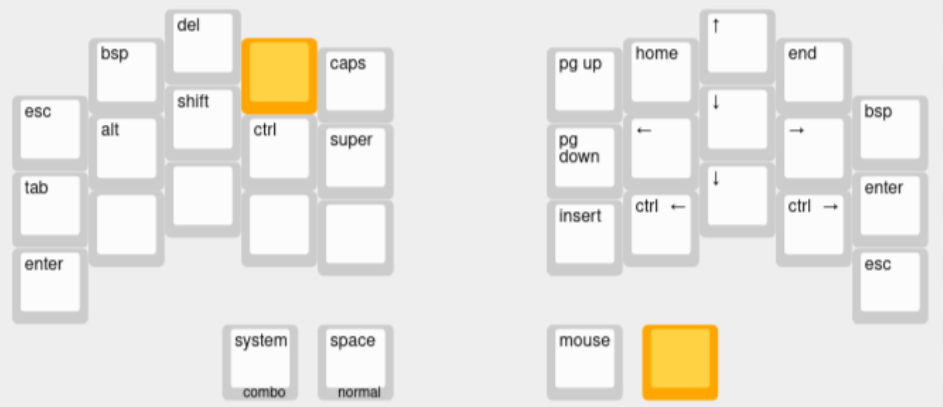 del
↑
bsp
caps
pg up
home
end
esc
alt
shift
ctrl
super
pg
down
←
↓
→
bsp
tab
insert
ctrl ←
↓
ctrl →
enter
enter
esc
system
combo
space
normal
mouse